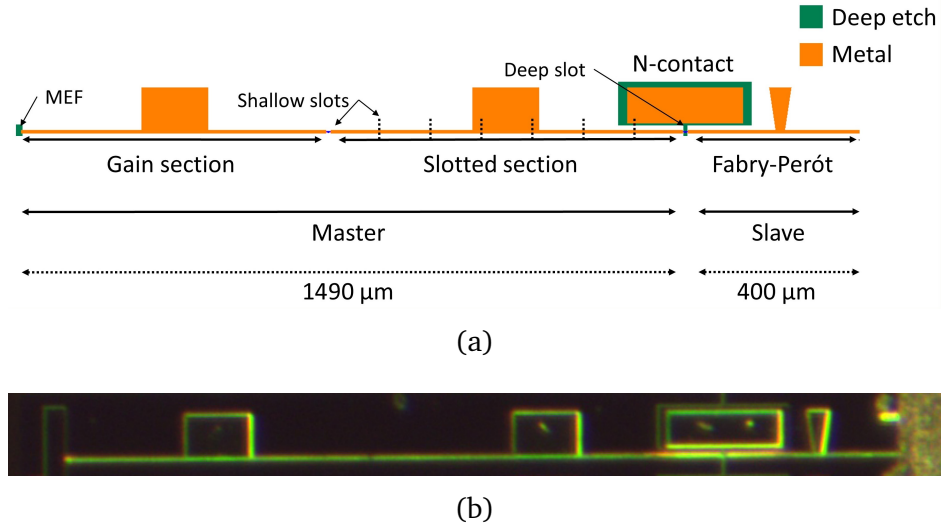 Deep etch
Metal
N-contact
Deep slot
MEF
Shallow slots
Gain section
Slotted section
Fabry-Perót
Master
Slave
1490 μm
400 μm
(a)
(b)